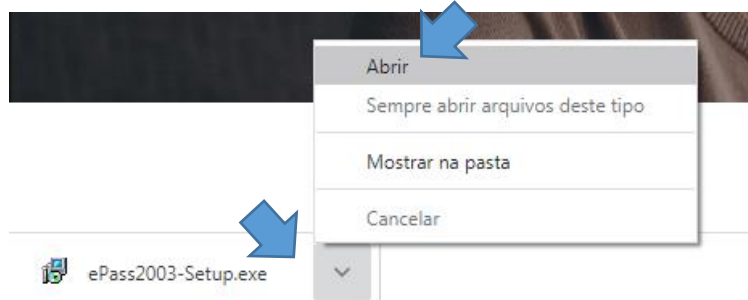 Abrir
Sempre abrir arquivos deste tipo
Mostrar na pasta
Cancelar
ePass2003-Setup.exe